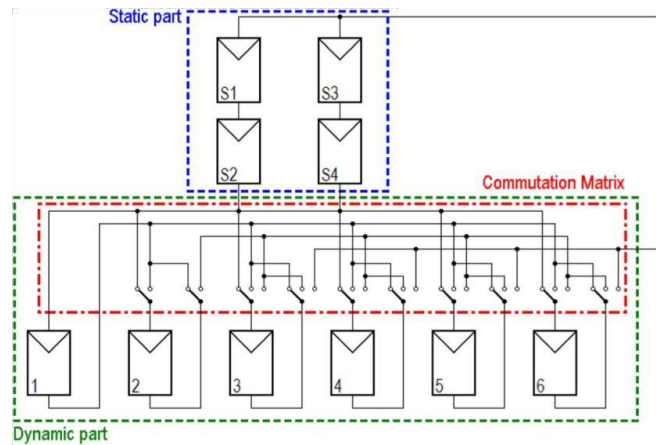 Static part
S1
S3
S2
S4
Commutation Matrix
1
2
3
4
5
6
Dynamic part